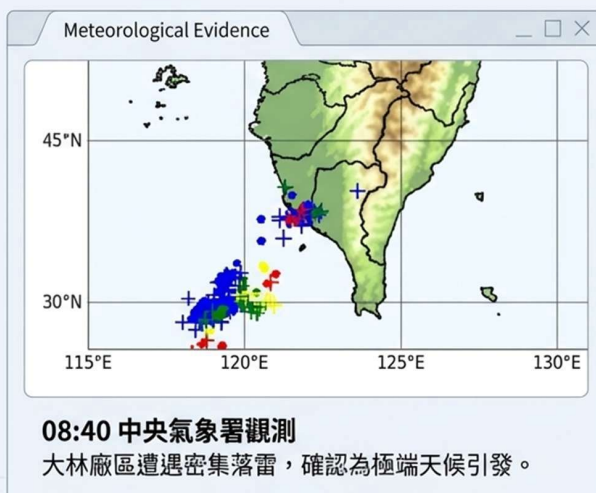 Meteorological Evidence
45°N
30°N
115°E 120°E 125°E 130°E
08:40 中央氣象署觀測
大林廠區遭遇密集落雷，確認為極端天候引發。